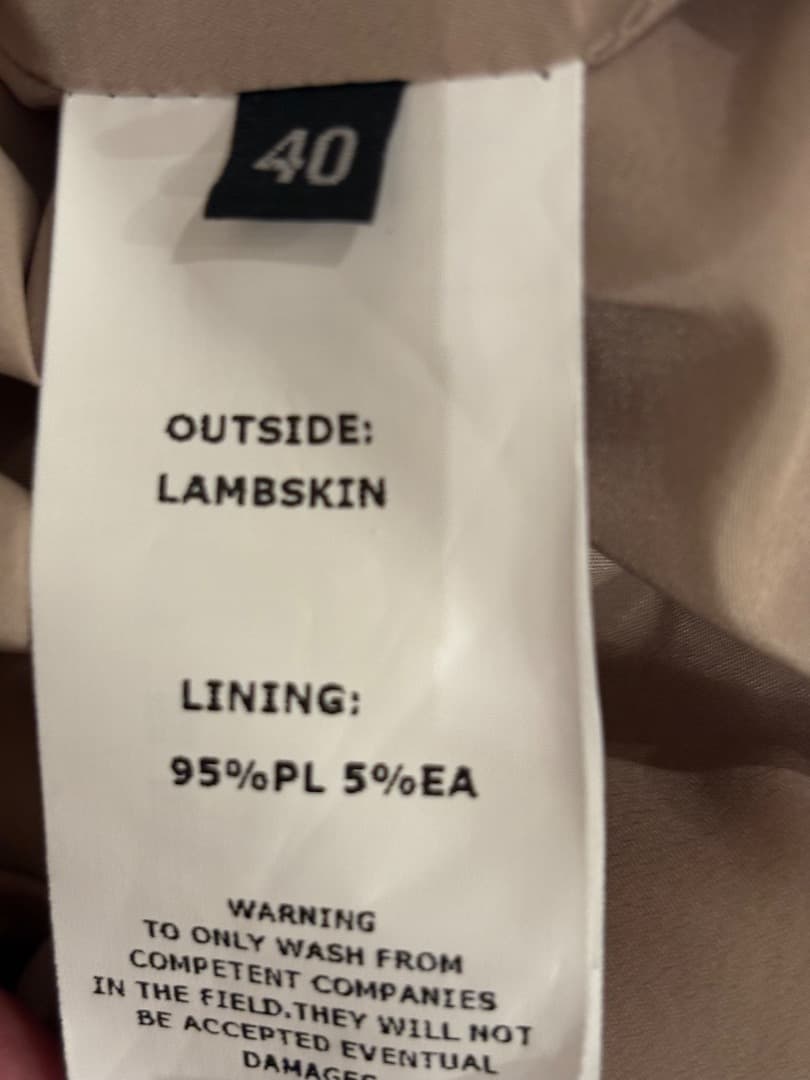 40
OUTSIDE:
LAMBSKIN
LINING:
95%PL 5%EA
WARNING
TO ONLY WASH FROM
COMPETENT COMPANIES
IN THE FIELD.THEY WILL NOT
BE ACCEPTED EVENTUAL
DAMAGES